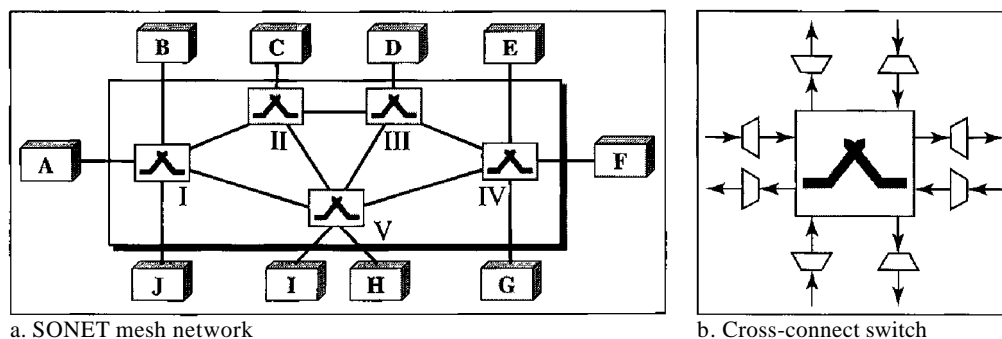 B C D E
A F
I II III IV V
J I H G
a. SONET mesh network
b. Cross-connect switch